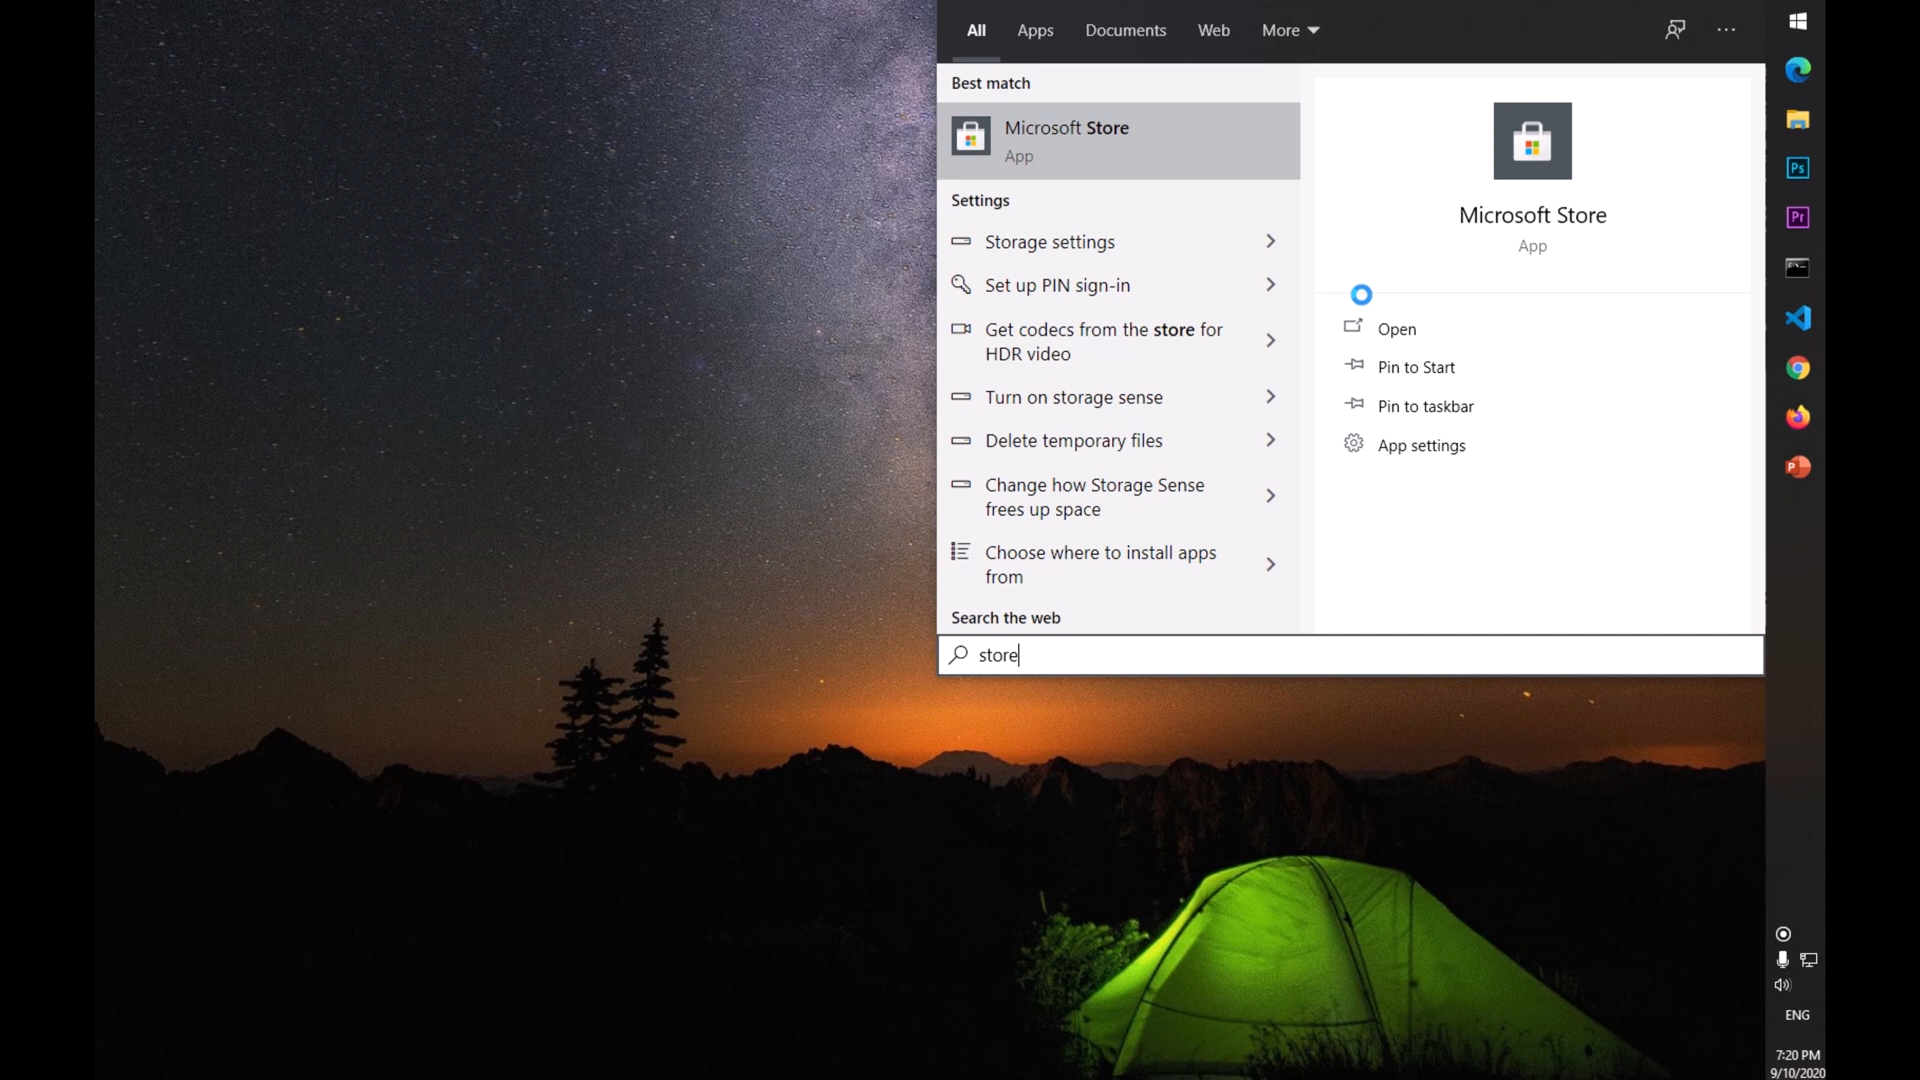 All Apps Documents Web More
Best match
Microsoft Store
App
Settings
Storage settings
Set up PIN sign-in
Get codecs from the store for
HDR video
Turn on storage sense
Delete temporary files
Change how Storage Sense
frees up space
Choose where to install apps
from
Search the web
store
Microsoft Store
App
Open
Pin to Start
Pin to taskbar
App settings
Ps
Pr
P
ENG
7:20 PM
9/10/2020